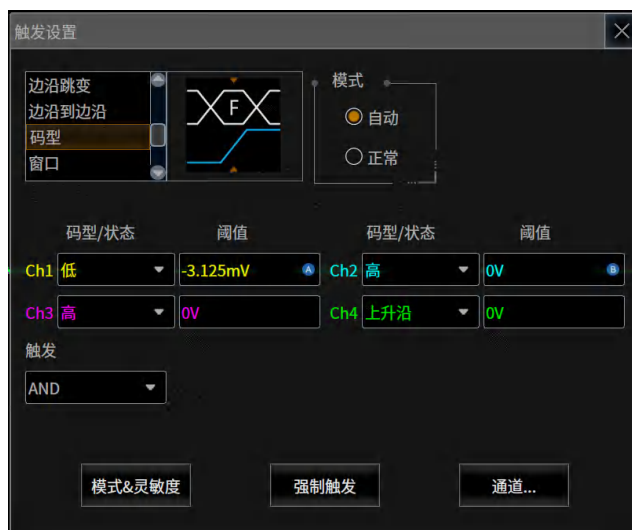 触发设置
边沿跳变
边沿到边沿
码型
窗口
F
模式
自动
正常
码型/状态 阈值 码型/状态 阈值
Ch1 低 -3.125mV A Ch2 高 0V B
Ch3 高 0V Ch4 上升沿 0V
触发
AND
模式&灵敏度 强制触发 通道...